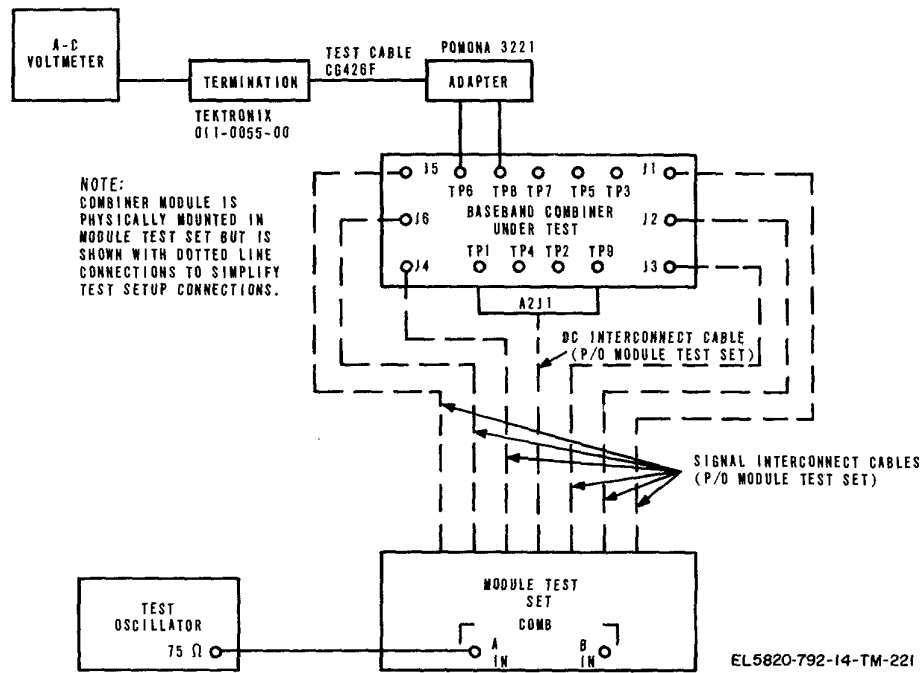 A-C
VOLTMETER
TERMINATION
TEKTRONIX
011-0055-00
TEST CABLE
CG426F
POMONA 3221
ADAPTER
NOTE:
COMBINER MODULE IS
PHYSICALLY MOUNTED IN
MODULE TEST SET BUT IS
SHOWN WITH DOTTED LINE
CONNECTIONS TO SIMPLIFY
TEST SETUP CONNECTIONS.
J5
TP6 TP8 TP7 TP5 TP3
J1
J6
BASEBAND COMBINER
UNDER TEST
J2
J4
TP1 TP4 TP2 TP9
J3
A2J1
DC INTERCONNECT CABLE
(P/O MODULE TEST SET)
SIGNAL INTERCONNECT CABLES
(P/O MODULE TEST SET)
MODULE TEST
SET
COMB
A
IN
B
IN
TEST
OSCILLATOR
75 Ω
EL5820-792-14-TM-221